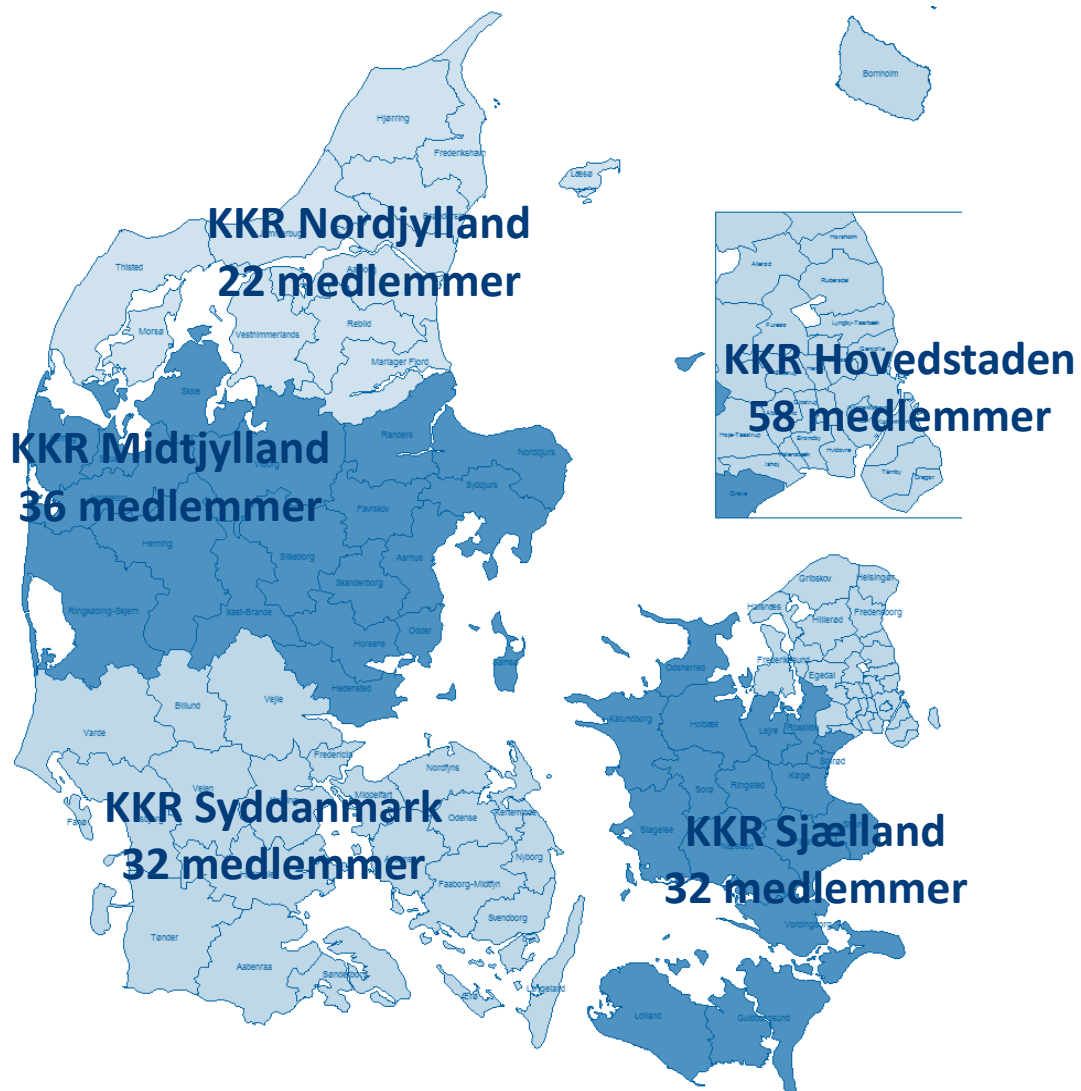 Bornholm
Hjørring
Frederikshavn
Læsø
KKR Nordjylland
22 medlemmer
Thisted
Morsø
Vesthimmerlands
Rebild
Mariager Fjord
Hørsholm
Allerød
Rudersdal
Furesø
Lyngby-Taarbæk
KKR Hovedstaden
58 medlemmer
Høje-Taastrup
Brøndby
Hvidovre
Ishøj
Tårnby
Dragør
Greve
Skive
Randers
Norddjurs
KKR Midtjylland
36 medlemmer
Syddjurs
Favrskov
Herning
Silkeborg
Aarhus
Skanderborg
Ringkøbing-Skjern
Ikast-Brande
Horsens
Odder
Samsø
Hedensted
Gribskov
Helsingør
Halsnæs
Hillerød
Fredensborg
Frederikssund
Egedal
Odsherred
Kalundborg
Holbæk
Lejre
Roskilde
Solrød
Køge
Ringsted
Sorø
Slagelse
KKR Sjælland
32 medlemmer
Vordingborg
Lolland
Guldborgsund
Billund
Vejle
Varde
Fredericia
Vejen
Nordfyns
Middelfart
KKR Syddanmark
32 medlemmer
Odense
Kerteminde
Nyborg
Faaborg-Midtfyn
Svendborg
Tønder
Aabenraa
Sønderborg
Ærø
Langeland